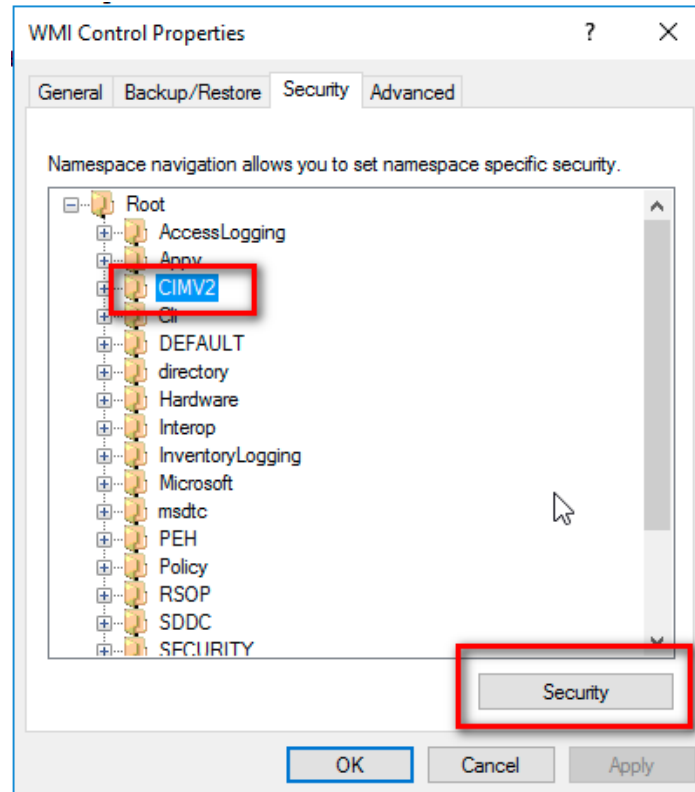 WMI Control Properties ?
General Backup/Restore Security Advanced
Namespace navigation allows you to set namespace specific security.
Root
AccessLogging
Appv
CIMV2
Cli
DEFAULT
directory
Hardware
Interop
InventoryLogging
Microsoft
msdtc
PEH
Policy
RSOP
SDDC
SECURITY
Security
OK Cancel Apply